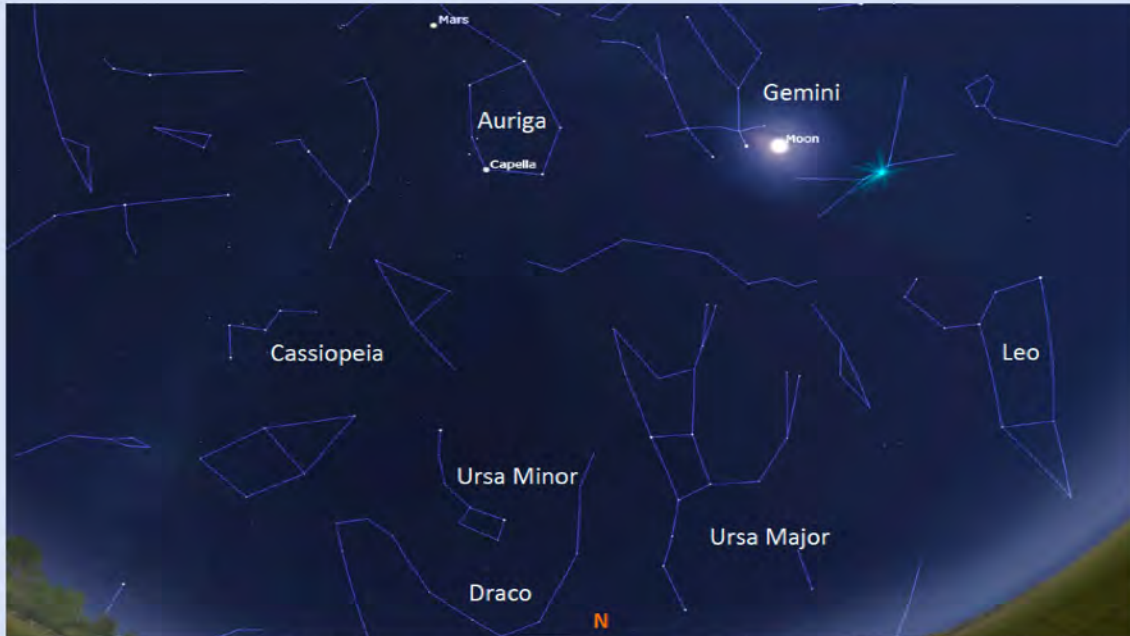 Mars
Gemini
Auriga
Moon
Capella
Cassiopeia
Leo
Ursa Minor
Ursa Major
Draco
N